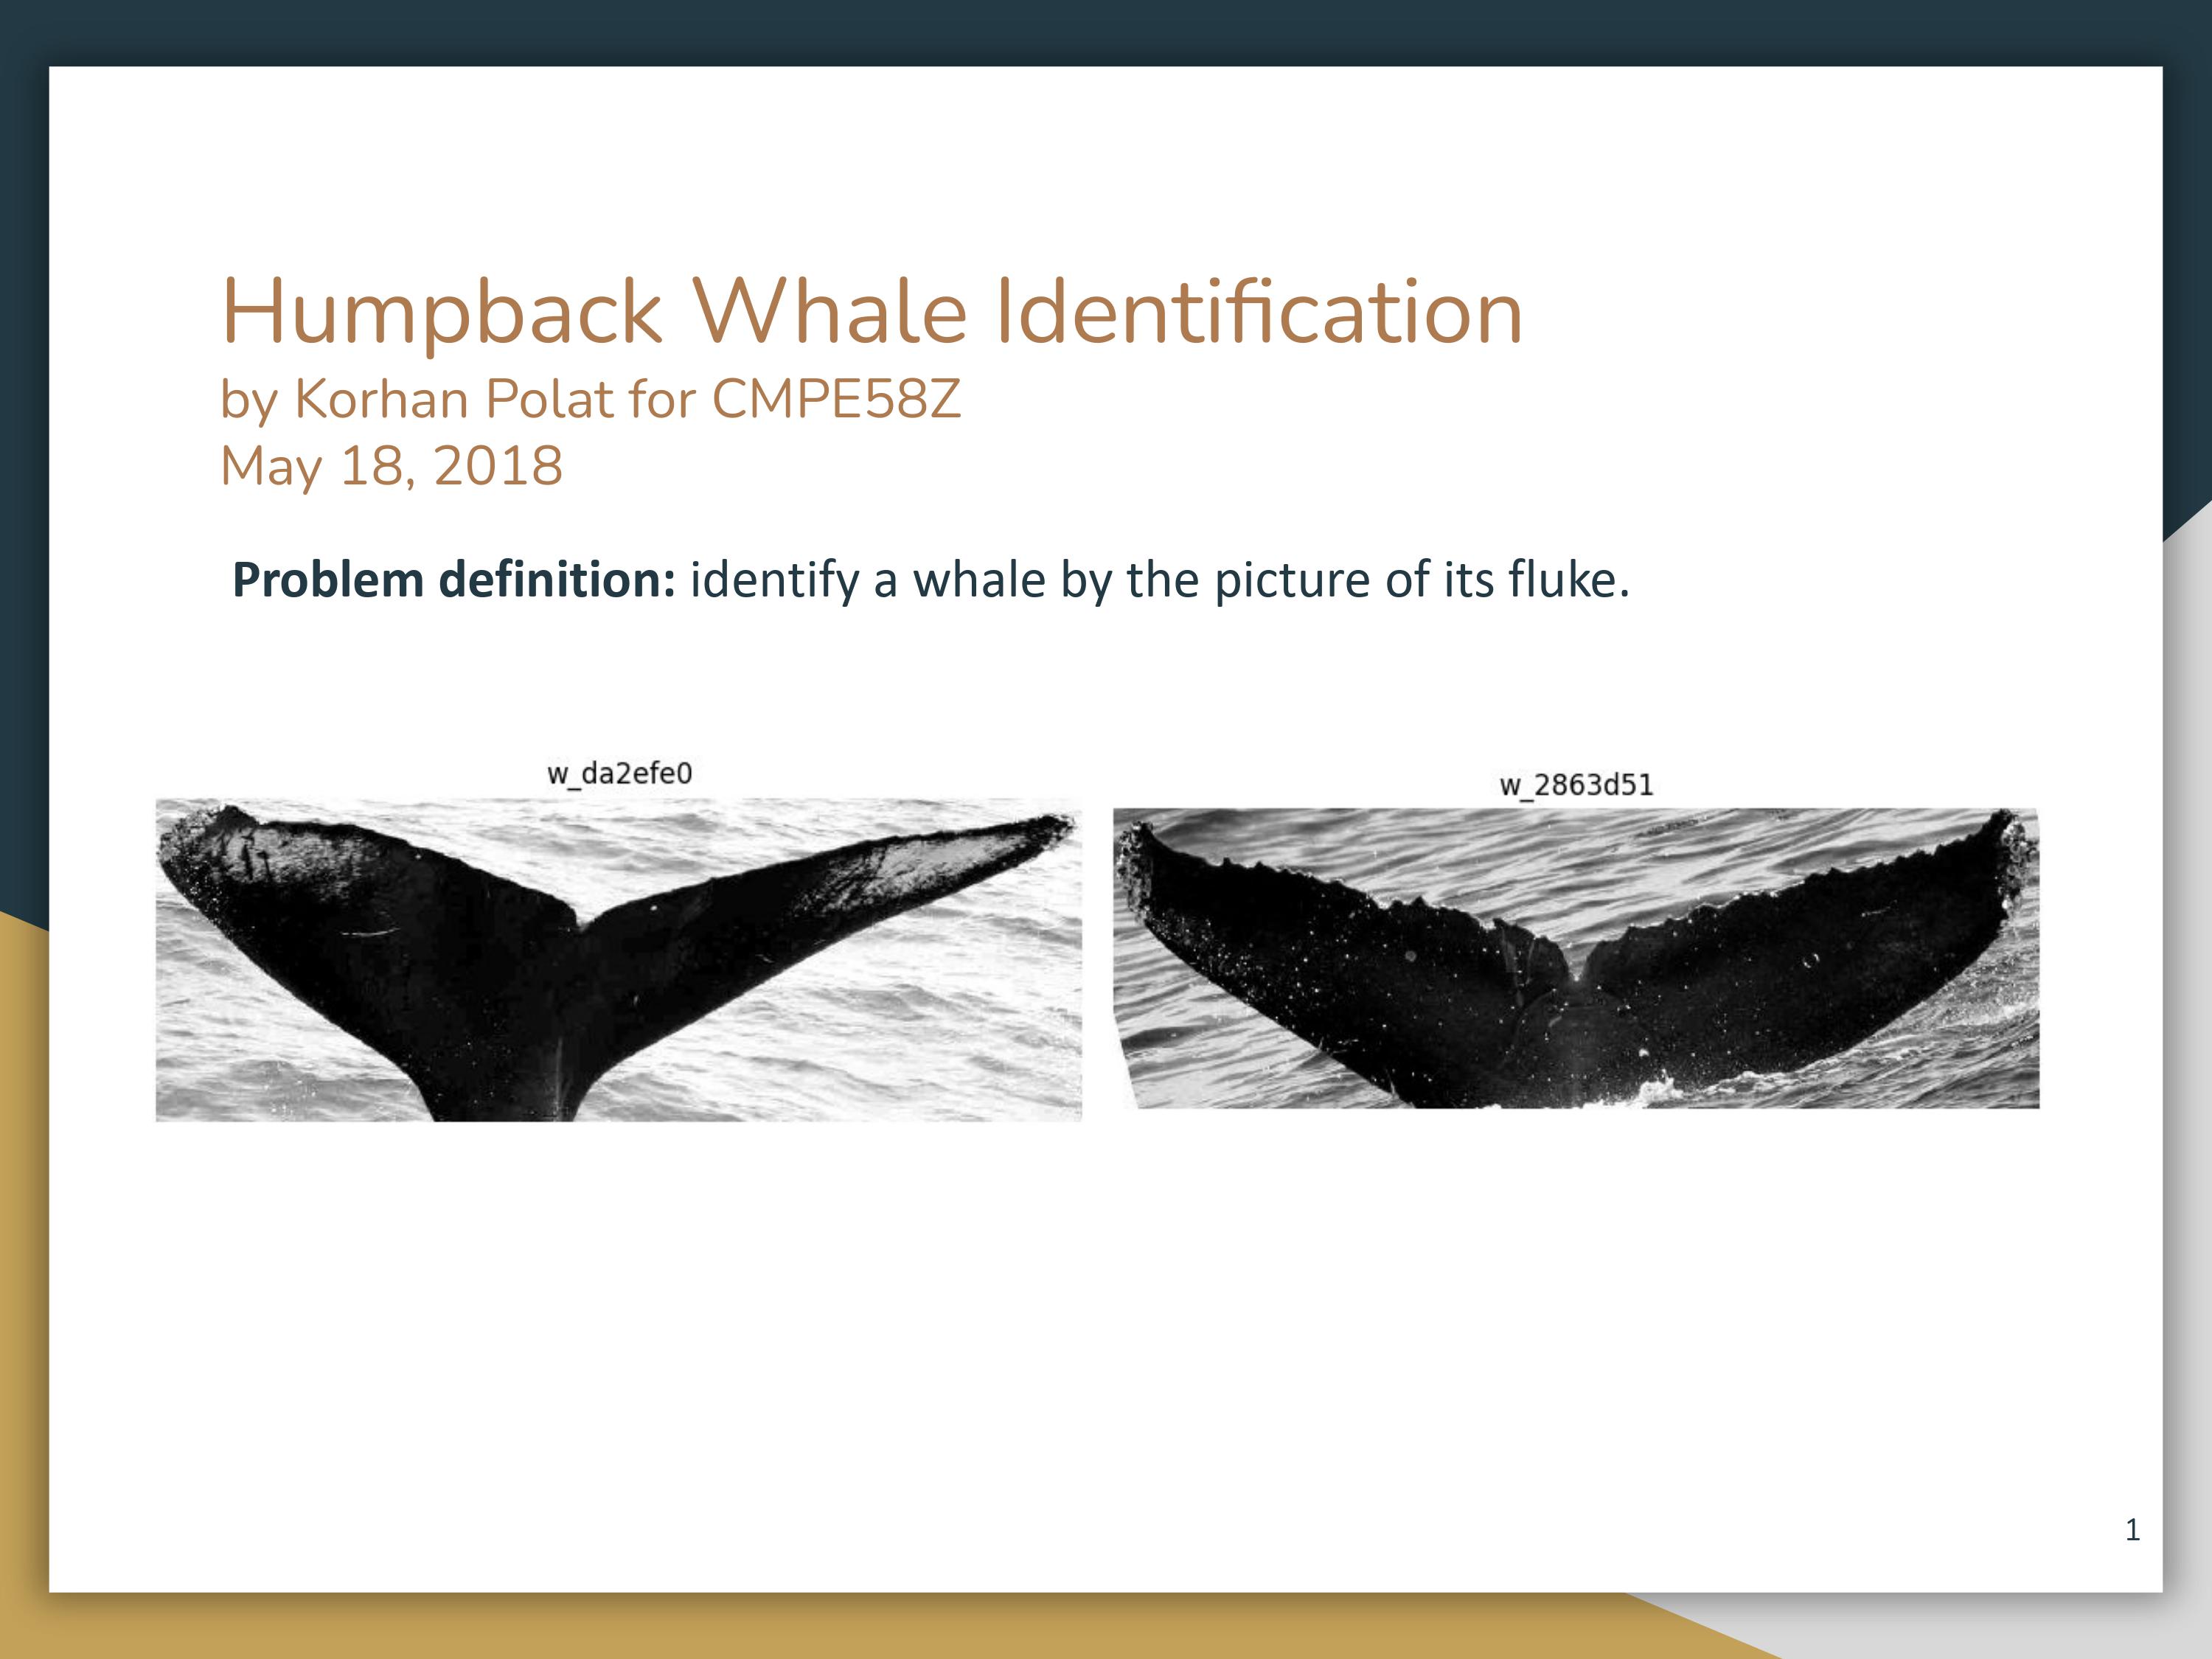 Humpback Whale Identification
by Korhan Polat for CMPE58Z
May 18, 2018
Problem definition: identify a whale by the picture of its fluke.
w_da2efe0
w_2863d51
1